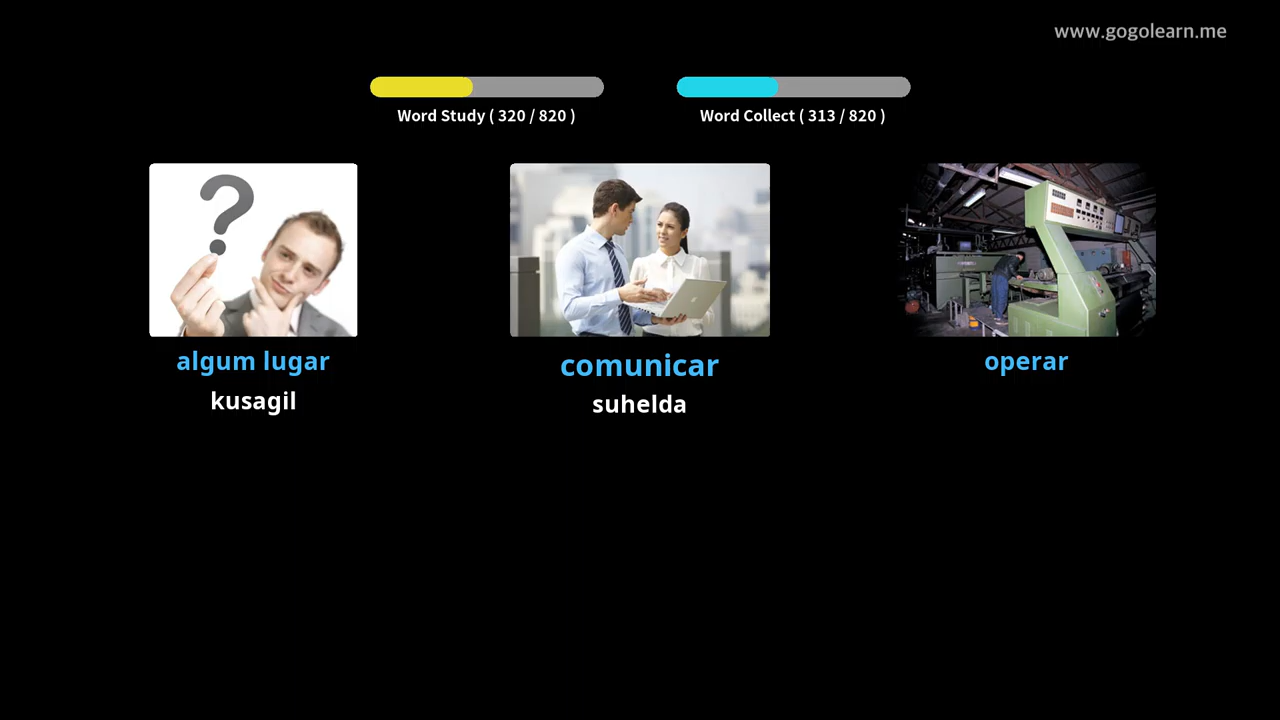 www.gogolearn.me
Word Study ( 320 / 820 )
Word Collect ( 313 / 820 )
?
algum lugar
kusagil
comunicar
suhelda
operar